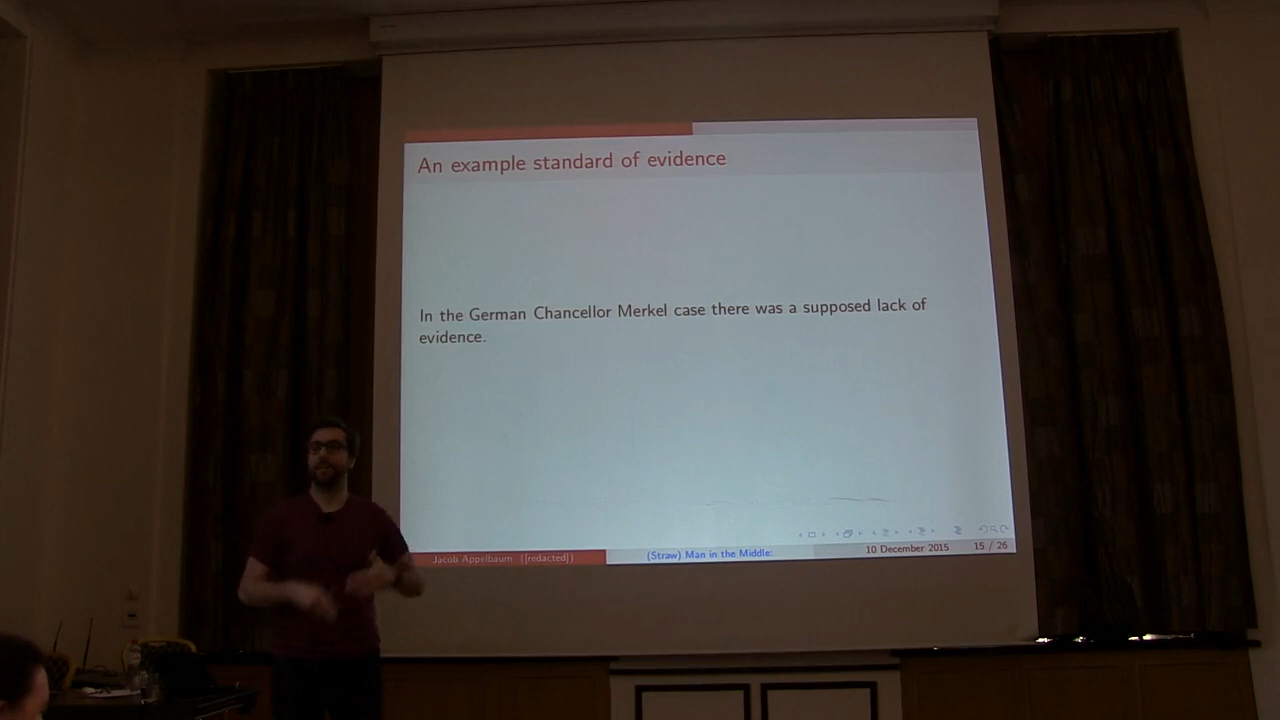 An example standard of evidence
In the German Chancellor Merkel case there was a supposed lack of
evidence.
Jacob Appelbaum ([redacted])
(Straw) Man in the Middle:
10 December 2015
15 / 26